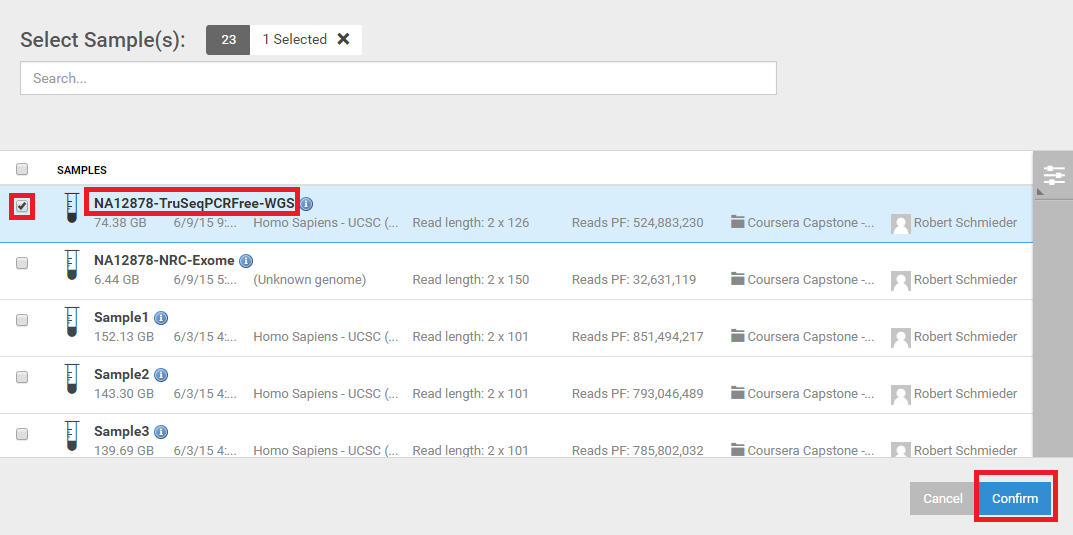 Select Sample(s): 23 1 Selected ✕
Search...
SAMPLES
NA12878-TruSeqPCRFree-WGS
74.38 GB 6/9/15 9:... Homo Sapiens - UCSC (... Read length: 2 x 126 Reads PF: 524,883,230 Coursera Capstone -... Robert Schmieder
NA12878-NRC-Exome
6.44 GB 6/9/15 5:... (Unknown genome) Read length: 2 x 150 Reads PF: 32,631,119 Coursera Capstone -... Robert Schmieder
Sample1
152.13 GB 6/3/15 4:... Homo Sapiens - UCSC (... Read length: 2 x 101 Reads PF: 851,494,217 Coursera Capstone -... Robert Schmieder
Sample2
143.30 GB 6/3/15 4:... Homo Sapiens - UCSC (... Read length: 2 x 101 Reads PF: 793,046,489 Coursera Capstone -... Robert Schmieder
Sample3
139.69 GB 6/3/15 4:... Homo Sapiens - UCSC (... Read length: 2 x 101 Reads PF: 785,802,032 Coursera Capstone -... Robert Schmieder
Cancel Confirm